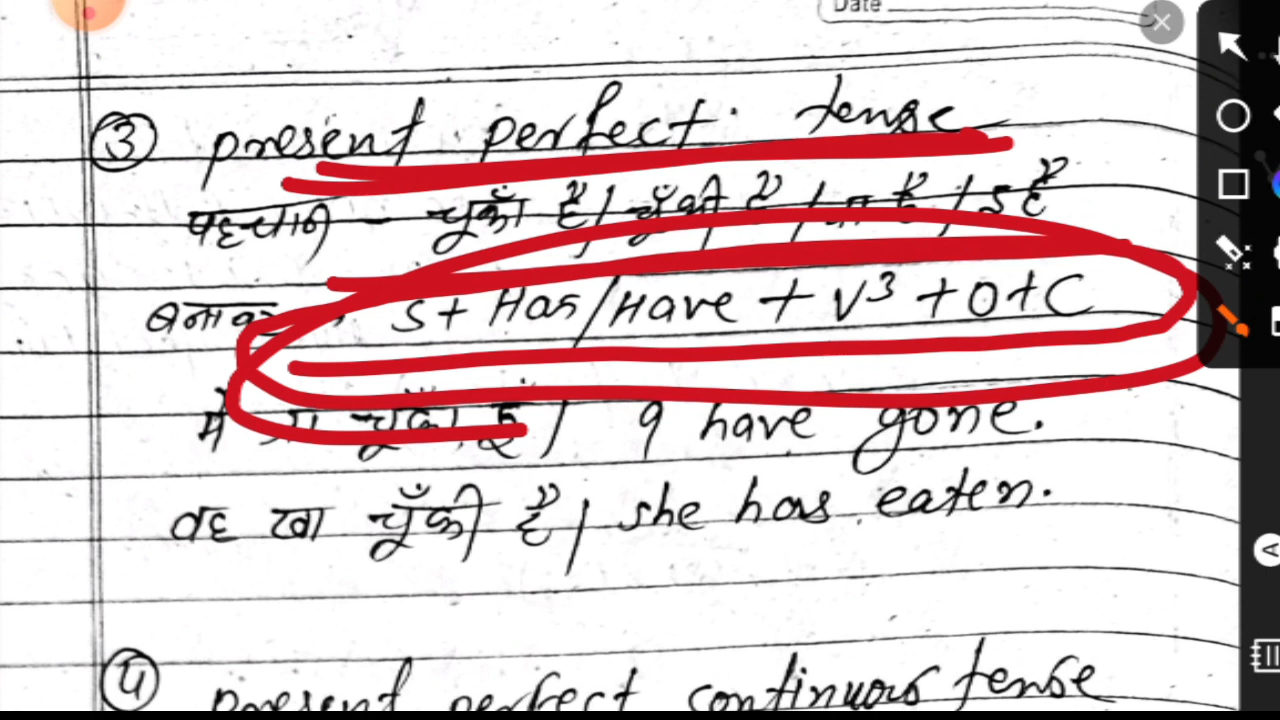 Date
③ present perfect tense
पहचान - चूँका है / चूँकी है / ता है / ई है
बनावट S + Has/Have + V³ + O + C
में जा चूँका हूँ / I have gone.
वह खा चूँकी है / she has eaten.
④ present perfect continuous tense